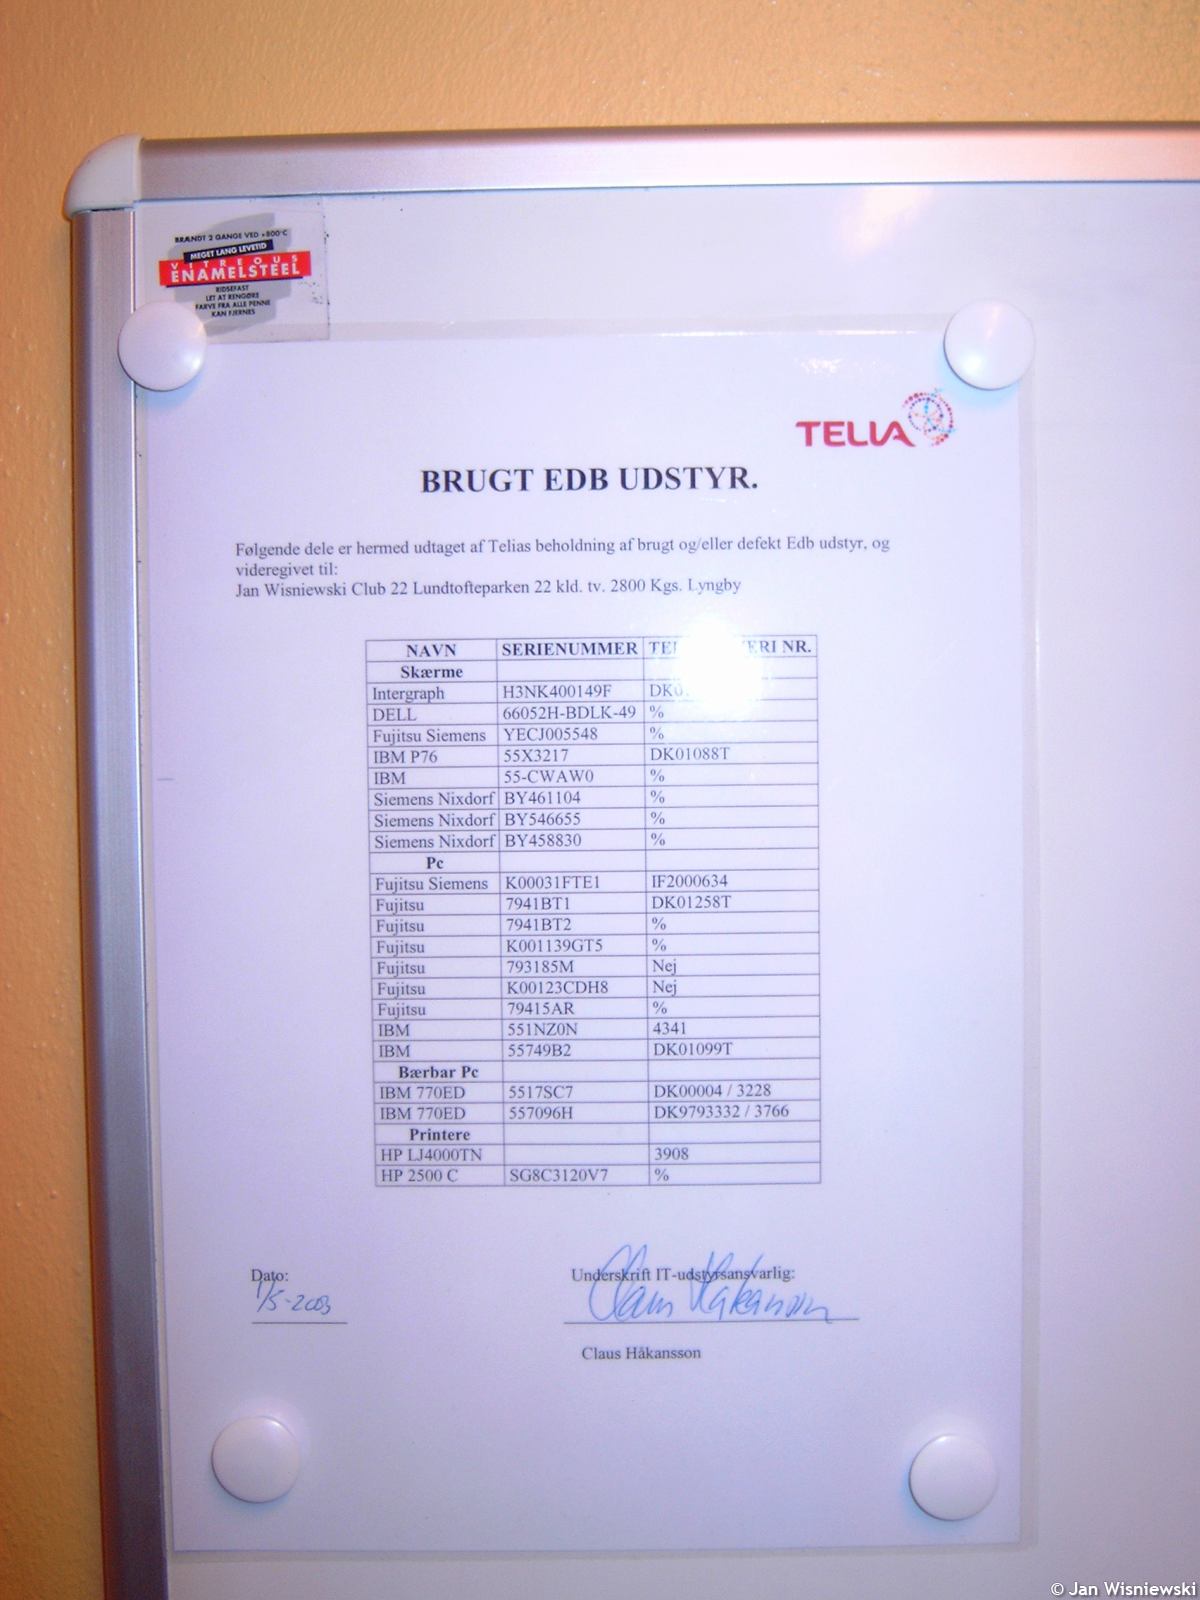 BRÆNDT 2 GANGE VED +800°C
MEGET LANG LEVETID
VITREOUS
ENAMELSTEEL
RIDSEFAST
LET AT RENGØRE
FARVE FRA ALLE PENNE
KAN FJERNES
TELIA
BRUGT EDB UDSTYR.
Følgende dele er hermed udtaget af Telias beholdning af brugt og/eller defekt Edb udstyr, og
videregivet til:
Jan Wisniewski Club 22 Lundtofteparken 22 kld. tv. 2800 Kgs. Lyngby
NAVN SERIENUMMER NR.
Skærme
Intergraph H3NK400149F
DELL 66052H-BDLK-49 %
Fujitsu Siemens YECJ005548 %
IBM P76 55X3217 DK01088T
IBM 55-CWAW0 %
Siemens Nixdorf BY461104 %
Siemens Nixdorf BY546655 %
Siemens Nixdorf BY458830 %
Pc
Fujitsu Siemens K00031FTE1 IF2000634
Fujitsu 7941BT1 DK01258T
Fujitsu 7941BT2 %
Fujitsu K001139GT5 %
Fujitsu 793185M Nej
Fujitsu K00123CDH8 Nej
Fujitsu 79415AR %
IBM 551NZ0N 4341
IBM 55749B2 DK01099T
Bærbar Pc
IBM 770ED 5517SC7 DK00004 / 3228
IBM 770ED 557096H DK9793332 / 3766
Printere
HP LJ4000TN 3908
HP 2500 C SG8C3120V7 %
Dato: Underskrift IT-udstyrsansvarlig:
1/5-2003 Claus Håkansson
Claus Håkansson
© Jan Wisniewski